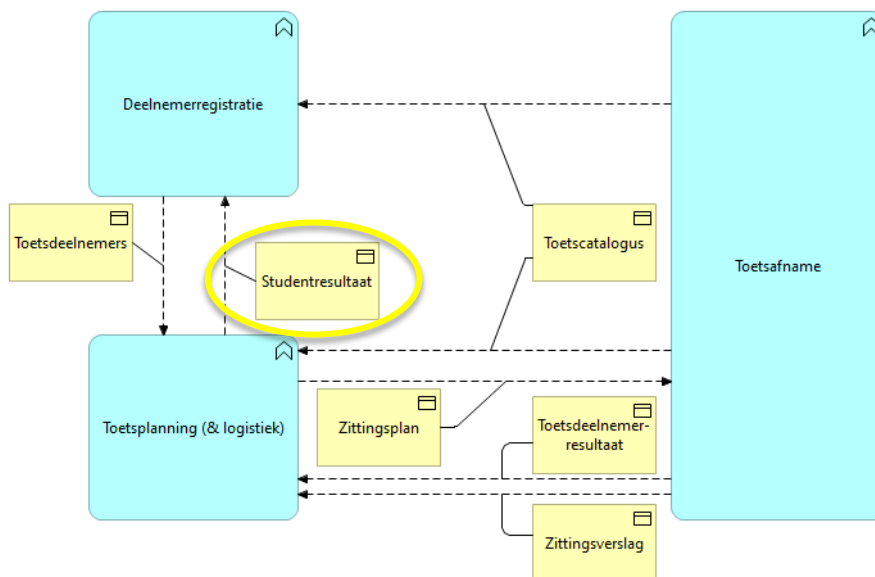 Deelnemerregistratie
Toetsdeelnemers
Studentresultaat
Toetscatalogus
Toetsafname
Toetsplanning (& logistiek)
Zittingsplan
Toetsdeelnemer-
resultaat
Zittingsverslag